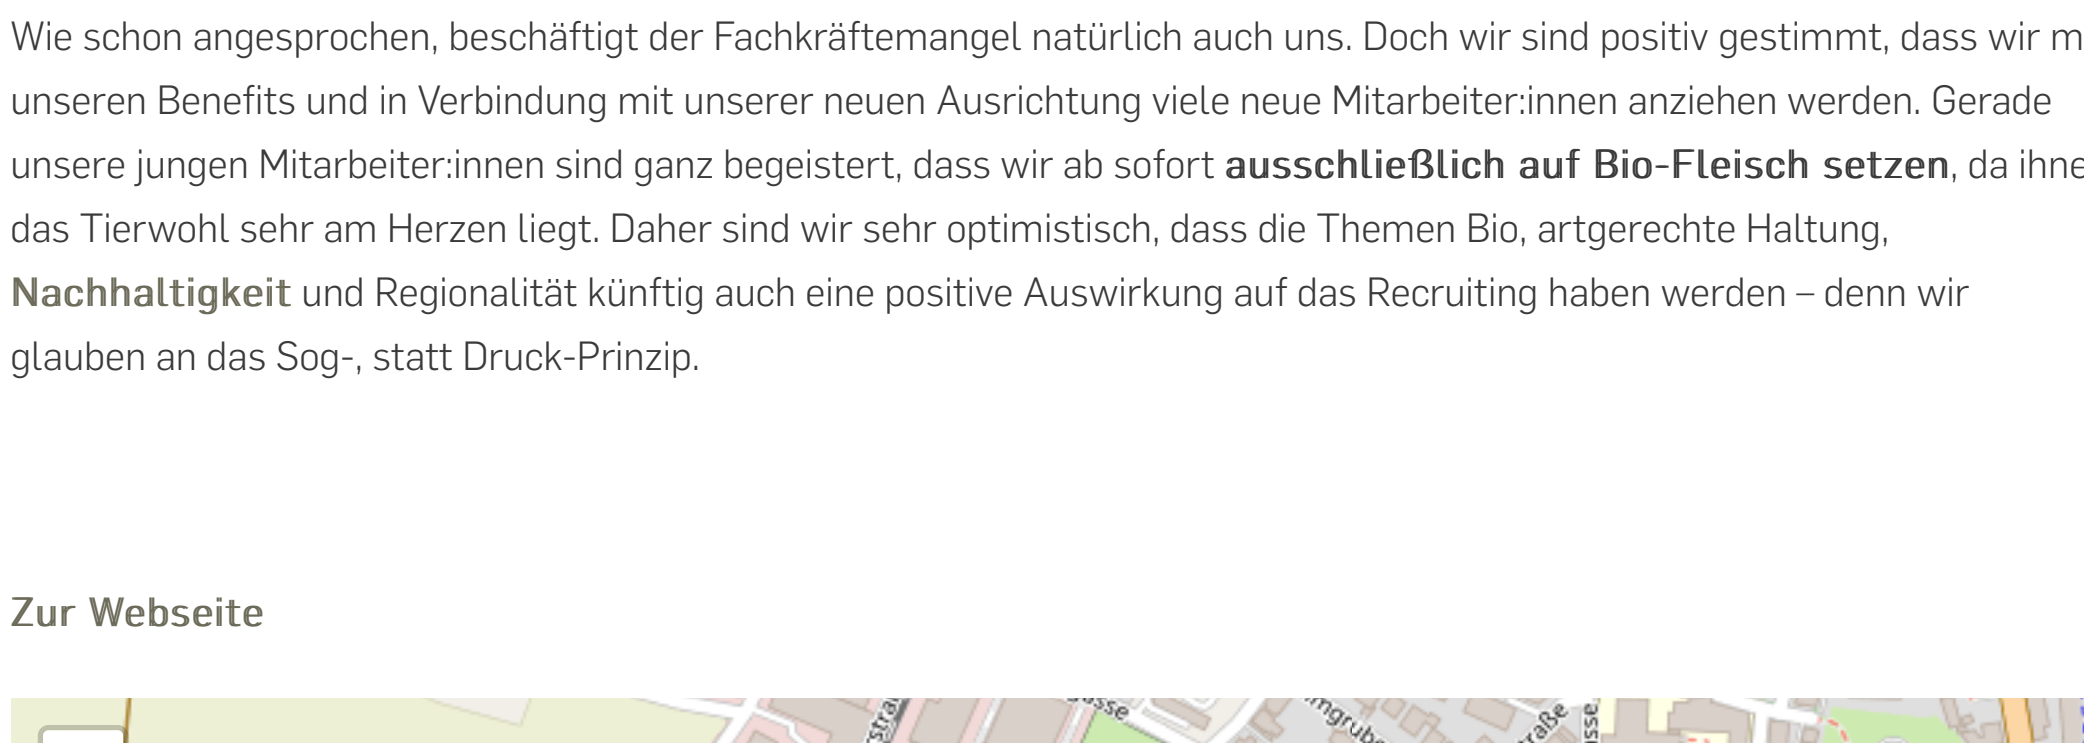 Wie schon angesprochen, beschäftigt der Fachkräftemangel natürlich auch uns. Doch wir sind positiv gestimmt, dass wir
unseren Benefits und in Verbindung mit unserer neuen Ausrichtung viele neue Mitarbeiter:innen anziehen werden. Gerade
unsere jungen Mitarbeiter:innen sind ganz begeistert, dass wir ab sofort ausschließlich auf Bio-Fleisch setzen, da
das Tierwohl sehr am Herzen liegt. Daher sind wir sehr optimistisch, dass die Themen Bio, artgerechte Haltung,
Nachhaltigkeit und Regionalität künftig auch eine positive Auswirkung auf das Recruiting haben werden – denn wir
glauben an das Sog-, statt Druck-Prinzip.
Zur Webseite